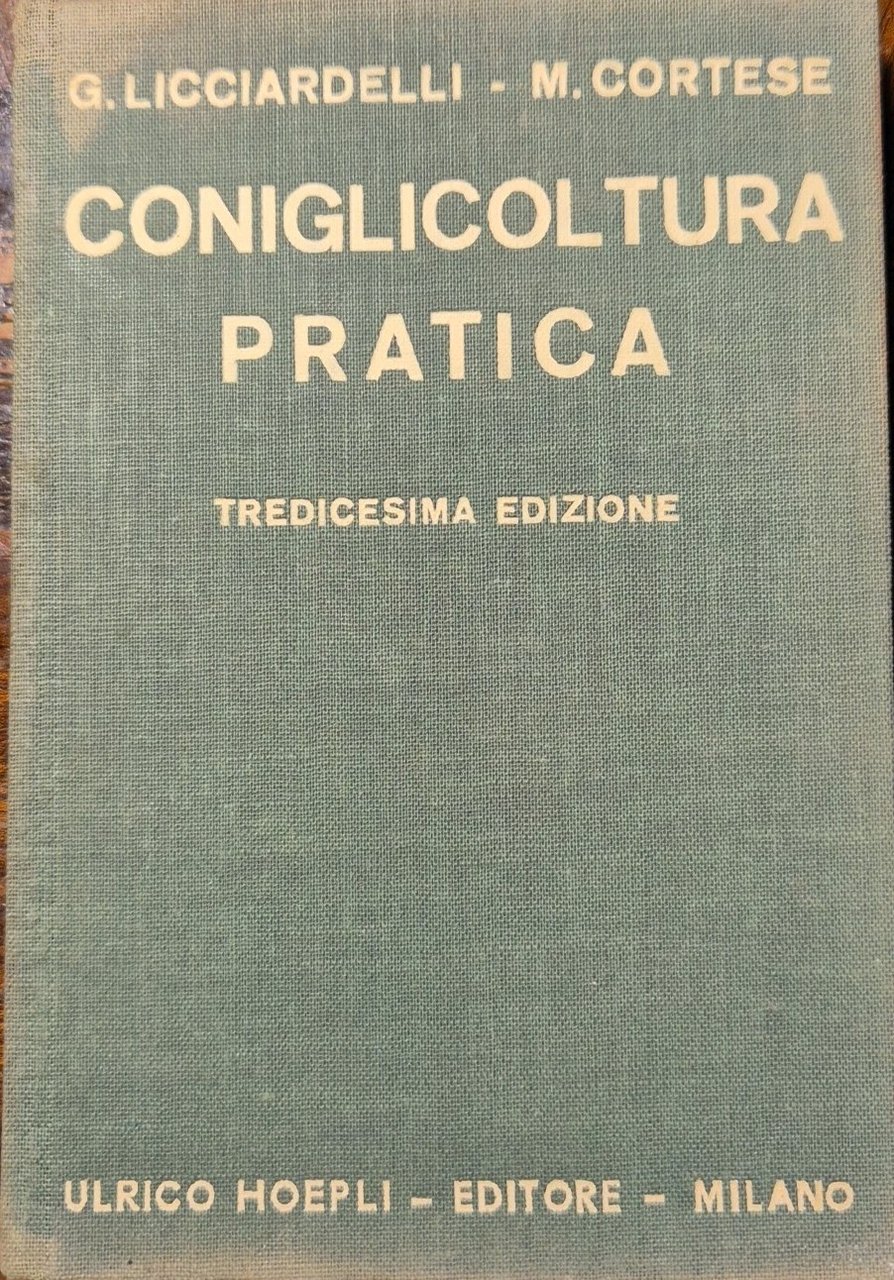 G. LICCIARDELLI - M. CORTESE
CONIGLICOLTURA
PRATICA
TREDICESIMA EDIZIONE
ULRICO HOEPLI - EDITORE - MILANO